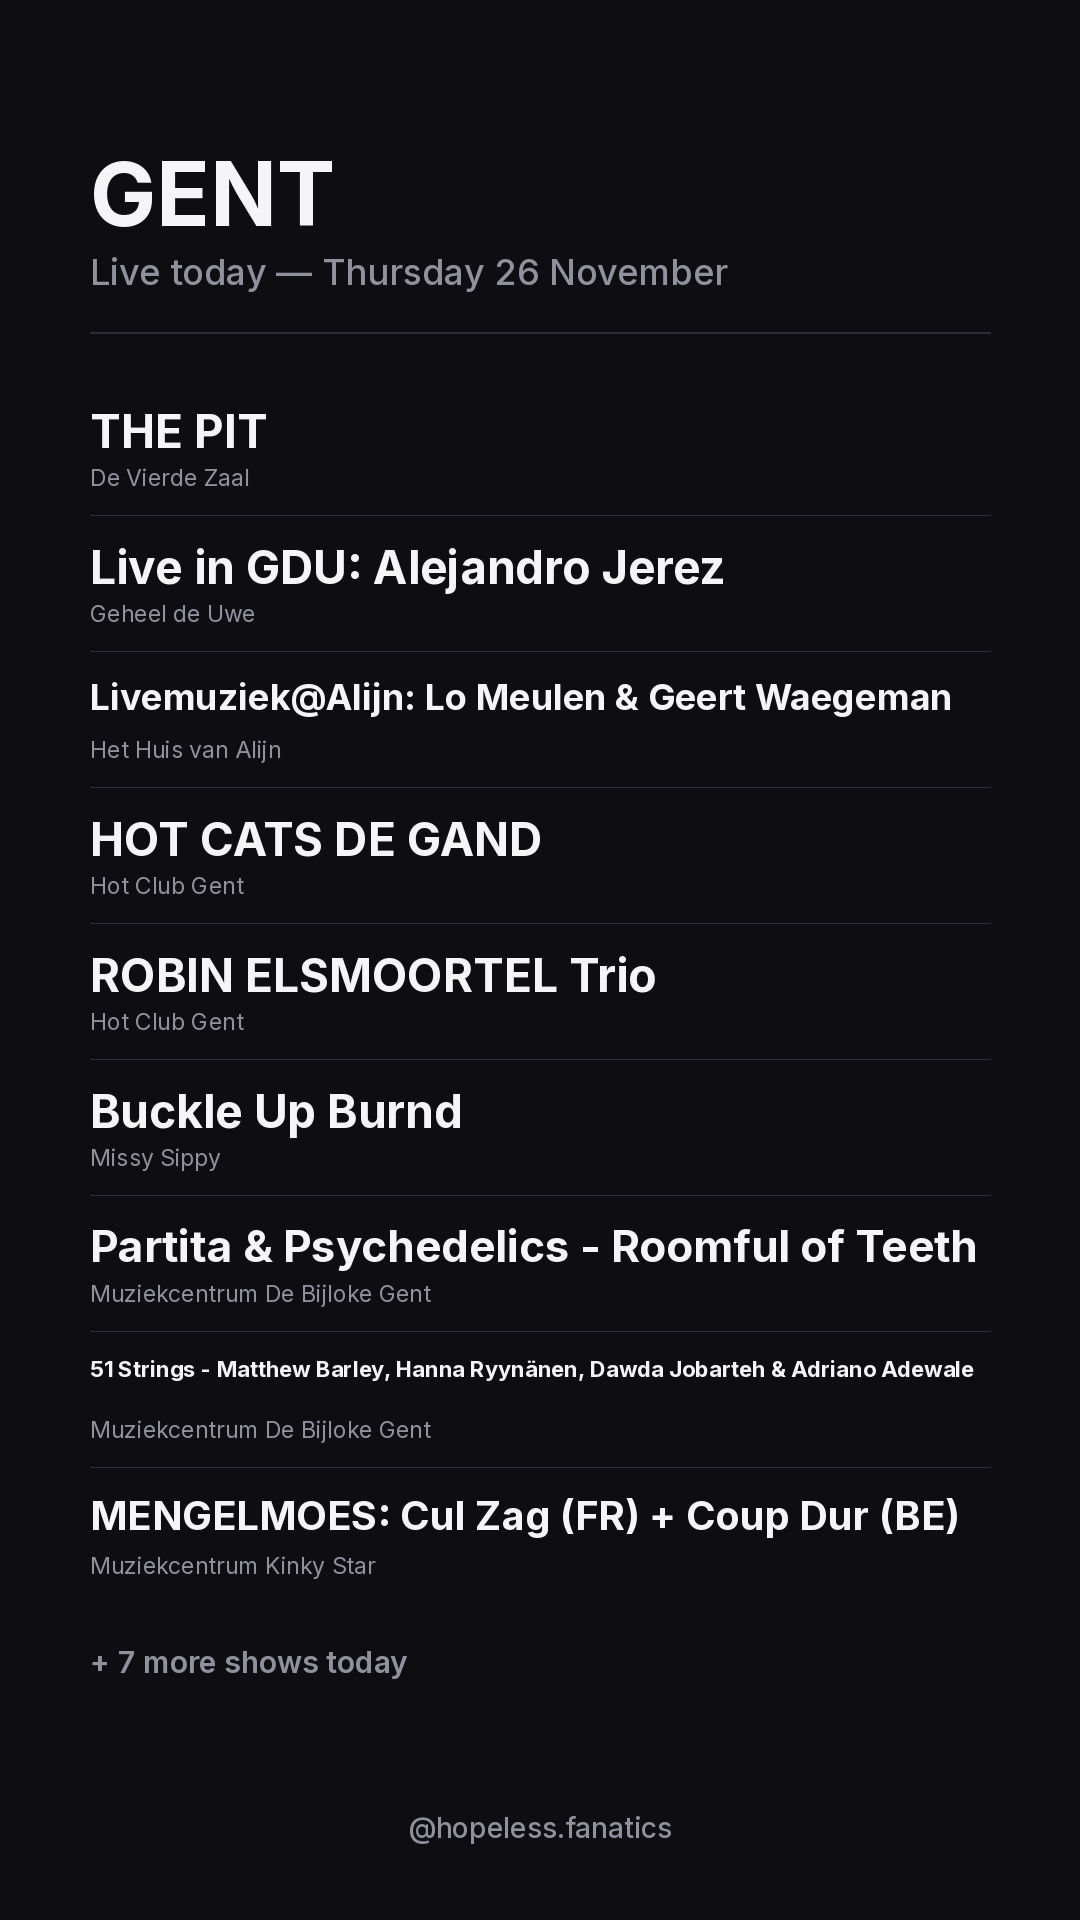 GENT
Live today — Thursday 26 November
THE PIT
De Vierde Zaal
Live in GDU: Alejandro Jerez
Geheel de Uwe
Livemuziek@Alijn: Lo Meulen & Geert Waegeman
Het Huis van Alijn
HOT CATS DE GAND
Hot Club Gent
ROBIN ELSMOORTEL Trio
Hot Club Gent
Buckle Up Burnd
Missy Sippy
Partita & Psychedelics - Roomful of Teeth
Muziekcentrum De Bijloke Gent
51 Strings - Matthew Barley, Hanna Ryynänen, Dawda Jobarteh & Adriano Adewale
Muziekcentrum De Bijloke Gent
MENGELMOES: Cul Zag (FR) + Coup Dur (BE)
Muziekcentrum Kinky Star
+ 7 more shows today
@hopeless.fanatics